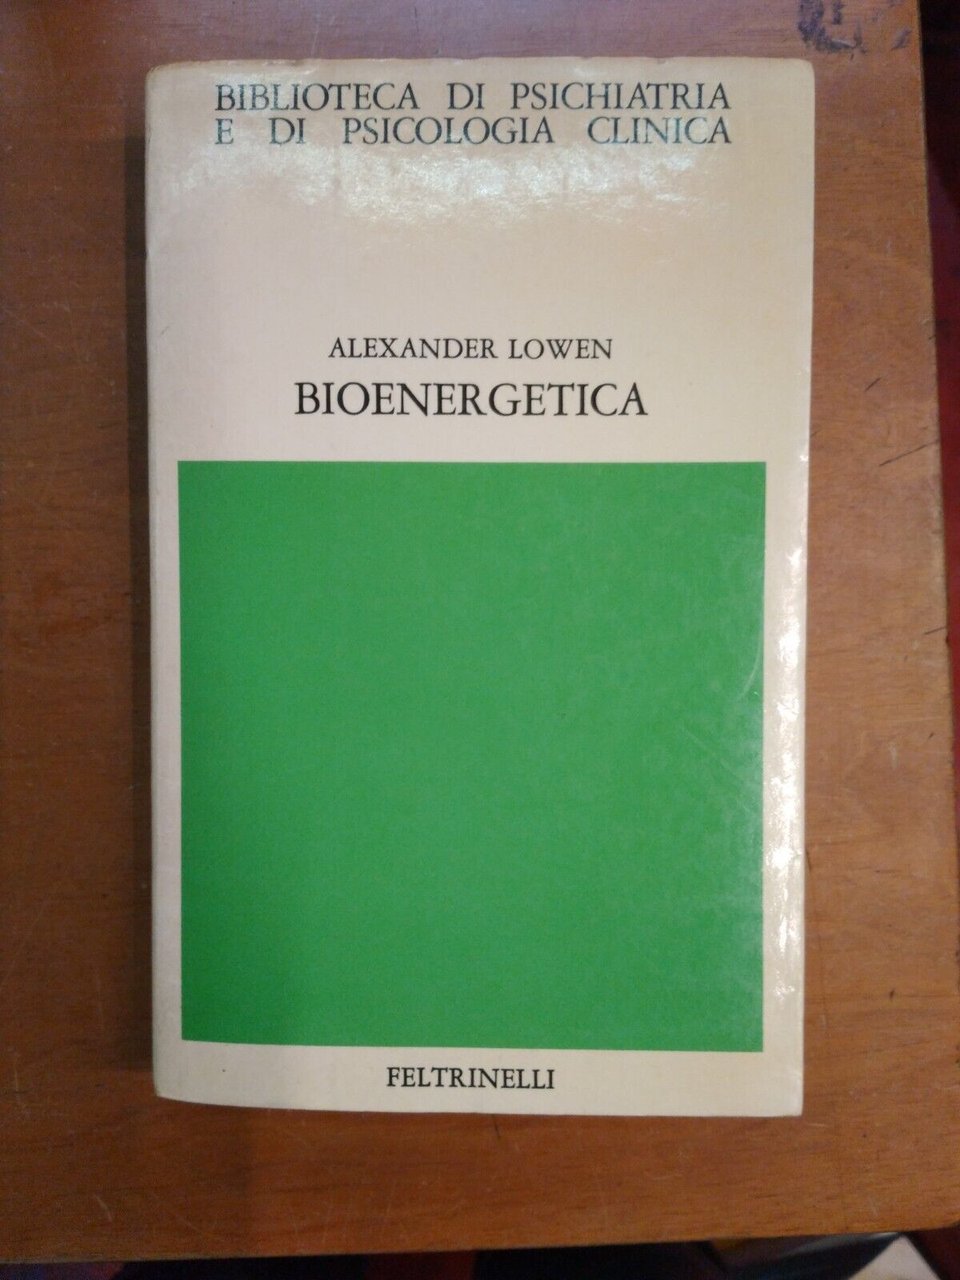 BIBLIOTECA DI PSICHIATRIA
E DI PSICOLOGIA CLINICA
ALEXANDER LOWEN
BIOENERGETICA
FELTRINELLI